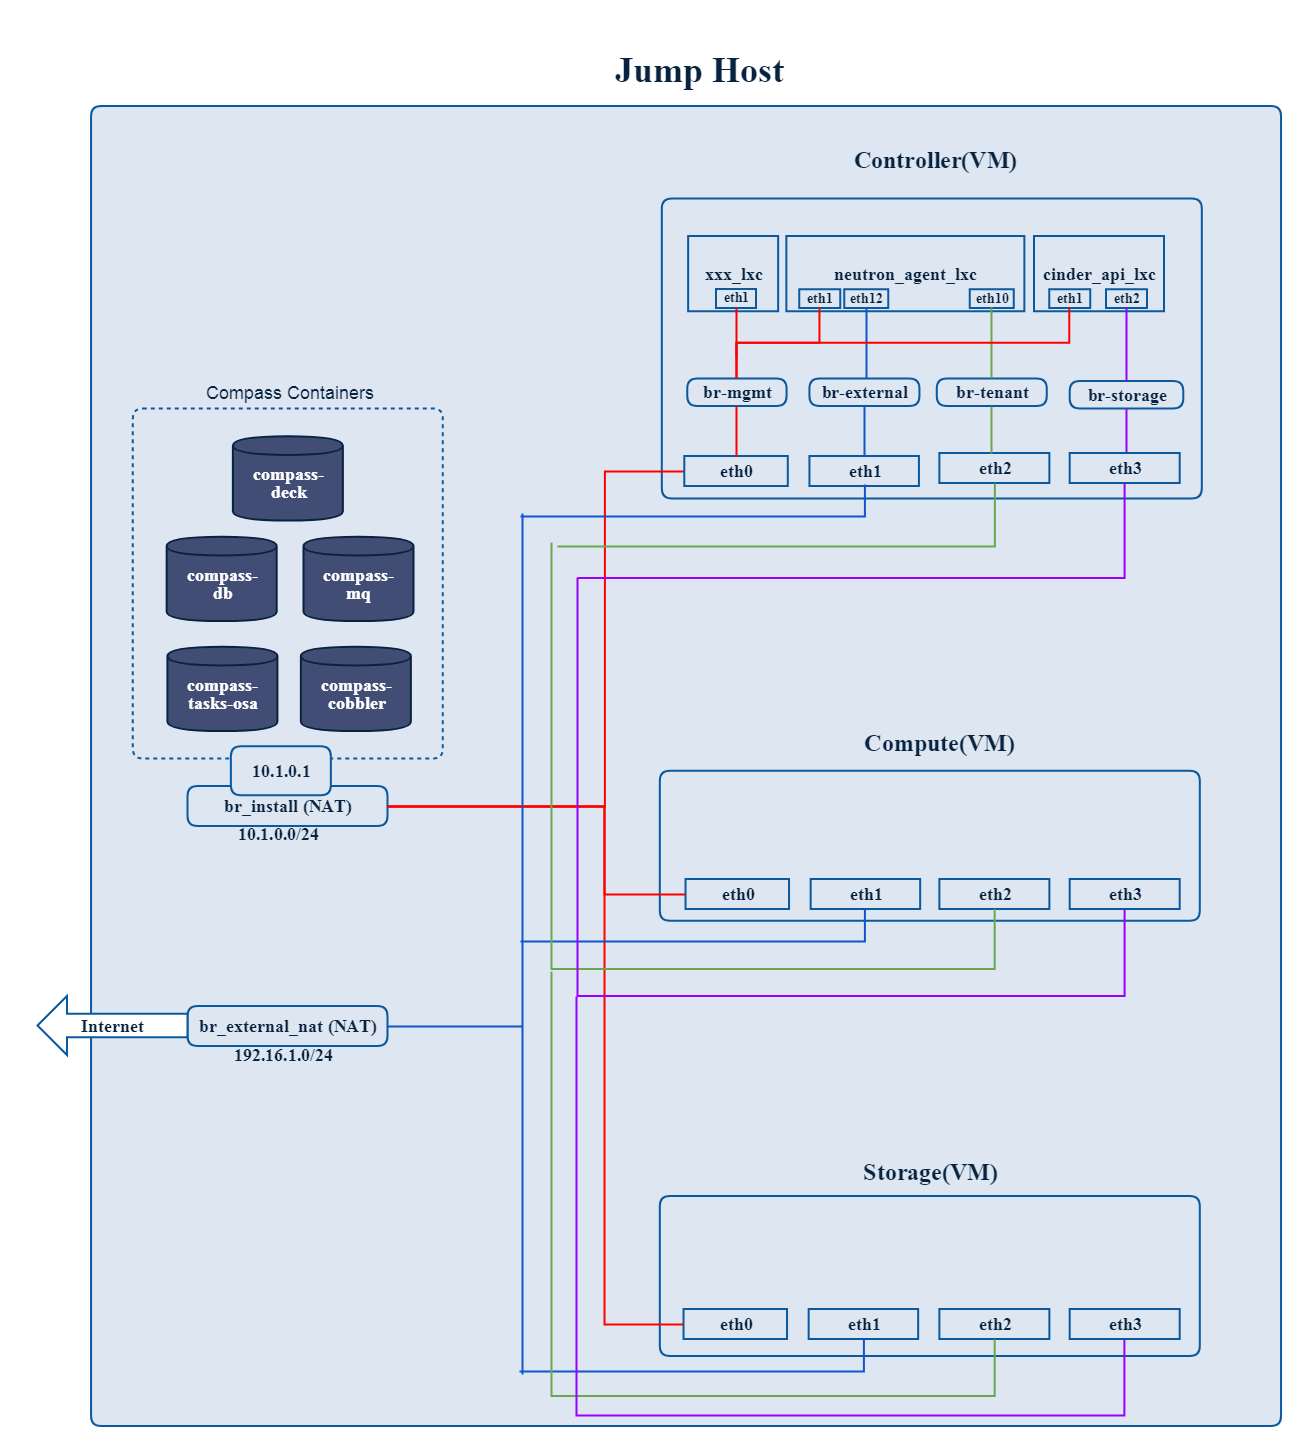 Jump Host
Controller(VM)
xxx_lxc
neutron_agent_lxc
cinder_api_lxc
eth1
eth1
eth12
eth10
eth1
eth2
br-mgmt
br-external
br-tenant
br-storage
eth0
eth1
eth2
eth3
Compass Containers
compass-
deck
compass-
db
compass-
mq
compass-
tasks-osa
compass-
cobbler
10.1.0.1
br_install (NAT)
10.1.0.0/24
Compute(VM)
eth0
eth1
eth2
eth3
Internet
br_external_nat (NAT)
192.16.1.0/24
Storage(VM)
eth0
eth1
eth2
eth3